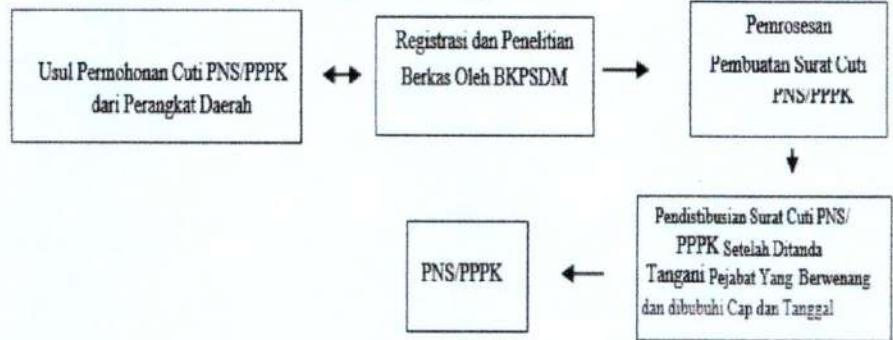 Usul Permohonan Cuti PNS/PPPK
dari Perangkat Daerah
Registrasi dan Penelitian
Berkas Oleh BKPSDM
Pemrosesan
Pembuatan Surat Cuti
PNS/PPPK
Pendistibusian Surat Cuti PNS/
PPPK Setelah Ditanda
Tangani Pejabat Yang Berwenang
dan dibubuhi Cap dan Tanggal
PNS/PPPK